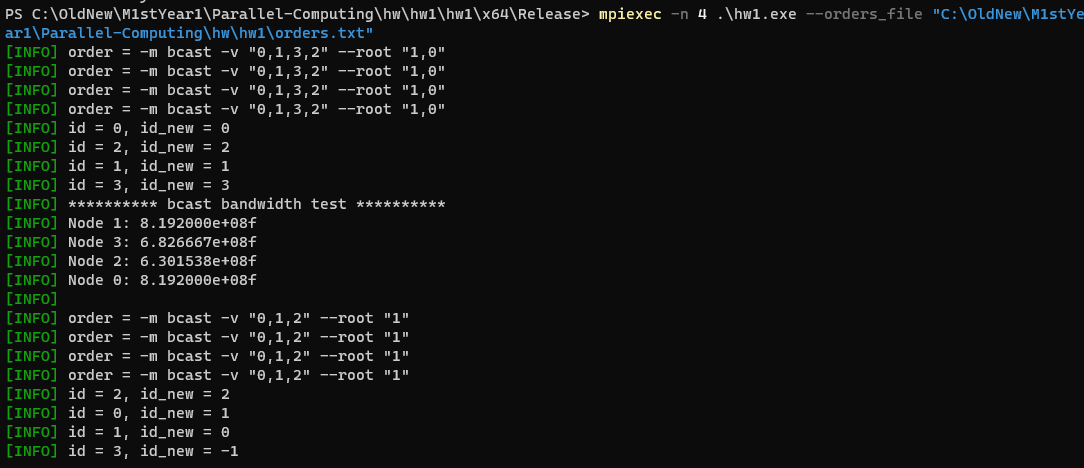 PS C:\OldNew\M1stYear1\Parallel-Computing\hw\hw1\hw1\x64\Release> mpiexec -n 4 .\hw1.exe --orders_file "C:\OldNew\M1stYe
ar1\Parallel-Computing\hw\hw1\orders.txt"
[INFO] order = -m bcast -v "0,1,3,2" --root "1,0"
[INFO] order = -m bcast -v "0,1,3,2" --root "1,0"
[INFO] order = -m bcast -v "0,1,3,2" --root "1,0"
[INFO] order = -m bcast -v "0,1,3,2" --root "1,0"
[INFO] id = 0, id_new = 0
[INFO] id = 2, id_new = 2
[INFO] id = 1, id_new = 1
[INFO] id = 3, id_new = 3
[INFO] ********** bcast bandwidth test **********
[INFO] Node 1: 8.192000e+08f
[INFO] Node 3: 6.826667e+08f
[INFO] Node 2: 6.301538e+08f
[INFO] Node 0: 8.192000e+08f
[INFO]
[INFO] order = -m bcast -v "0,1,2" --root "1"
[INFO] order = -m bcast -v "0,1,2" --root "1"
[INFO] order = -m bcast -v "0,1,2" --root "1"
[INFO] order = -m bcast -v "0,1,2" --root "1"
[INFO] id = 2, id_new = 2
[INFO] id = 0, id_new = 1
[INFO] id = 1, id_new = 0
[INFO] id = 3, id_new = -1